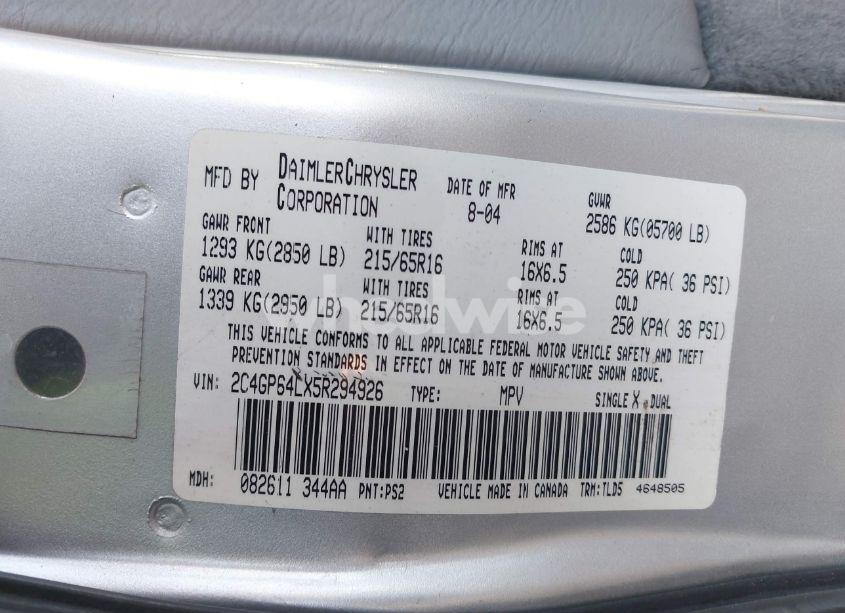 MFD BY DAIMLERCHRYSLER CORPORATION DATE OF MFR 8-04 GVWR 2586 KG(05700 LB)
GAWR FRONT WITH TIRES RIMS AT COLD
1293 KG(2850 LB) 215/65R16 16X6.5 250 KPA( 36 PSI)
GAWR REAR WITH TIRES RIMS AT COLD
1339 KG(2950 LB) 215/65R16 16X6.5 250 KPA( 36 PSI)
THIS VEHICLE CONFORMS TO ALL APPLICABLE FEDERAL MOTOR VEHICLE SAFETY AND THEFT
PREVENTION STANDARDS IN EFFECT ON THE DATE OF MANUFACTURE SHOWN ABOVE.
VIN: 2C4GP64LX5R294926 TYPE: MPV SINGLE X DUAL
MDH: 082611 344AA PNT:PS2 VEHICLE MADE IN CANADA TRM:TLD5 4648505